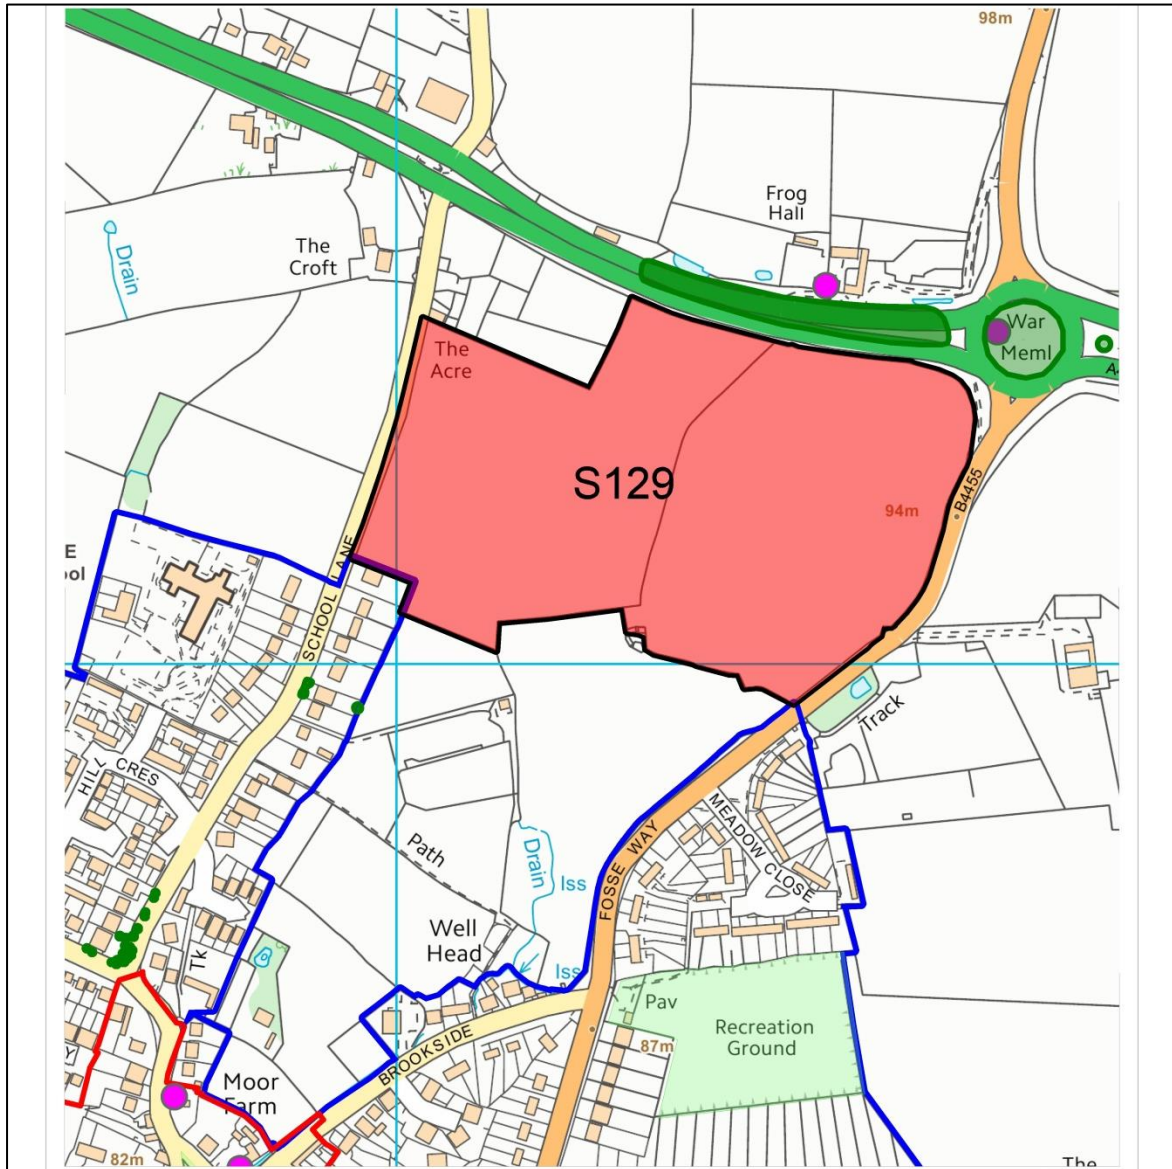 98m
Frog
Hall
The
Croft
Drain
War
Meml
The
Acre
S129
94m
B4455
E
ool
SCHOOL LANE
Track
HILL CRES
MEADOW CLOSE
Path
Drain
Iss
FOSSE WAY
Well
Head
Tk
Iss
Pav
Recreation
Ground
87m
BROOKSIDE
Moor
Farm
82m
The